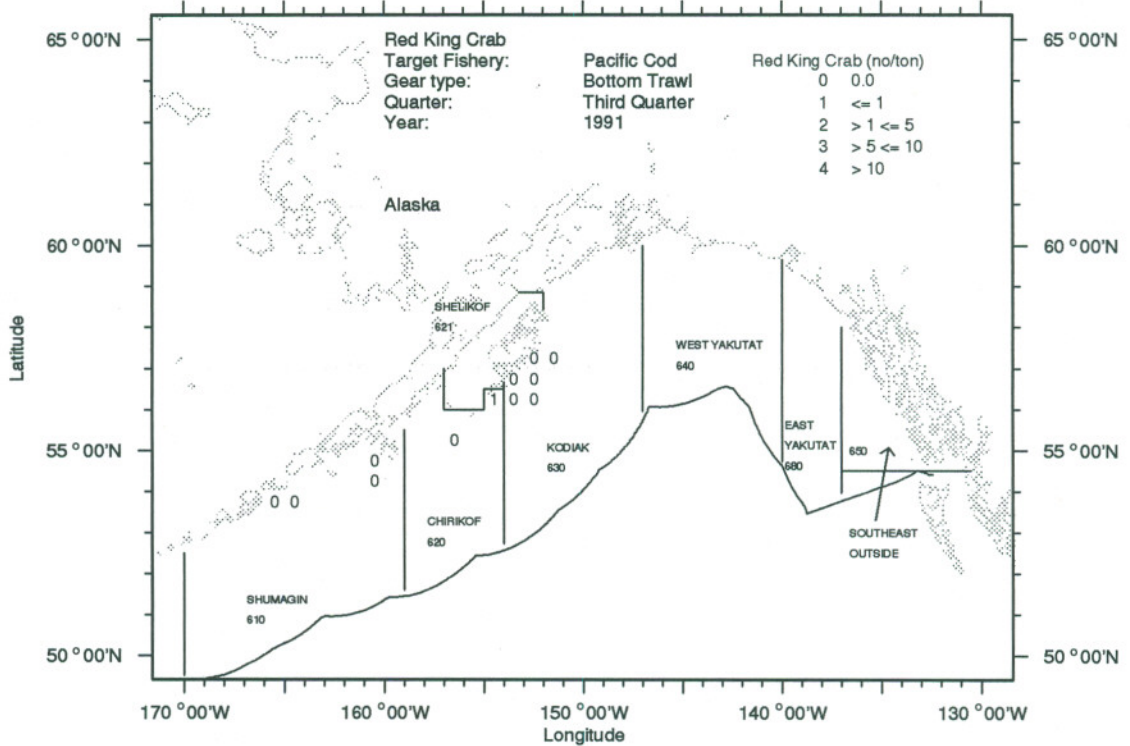 65 °00'N
65 °00'N
Red King Crab
Target Fishery: Pacific Cod
Gear type: Bottom Trawl
Quarter: Third Quarter
Year: 1991
Red King Crab (no/ton)
0 0.0
1 <= 1
2 > 1 <= 5
3 > 5 <= 10
4 > 10
Alaska
60 °00'N
60 °00'N
SHELIKOF
621
0 0
0 0
1 0 0
WEST YAKUTAT
640
Latitude
55 °00'N
55 °00'N
0
0
0
0 0
KODIAK
630
EAST
YAKUTAT
680
650
CHIRIKOF
620
SOUTHEAST
OUTSIDE
SHUMAGIN
610
50 °00'N
50 °00'N
170 °00'W 160 °00'W 150 °00'W 140 °00'W 130 °00'W
Longitude